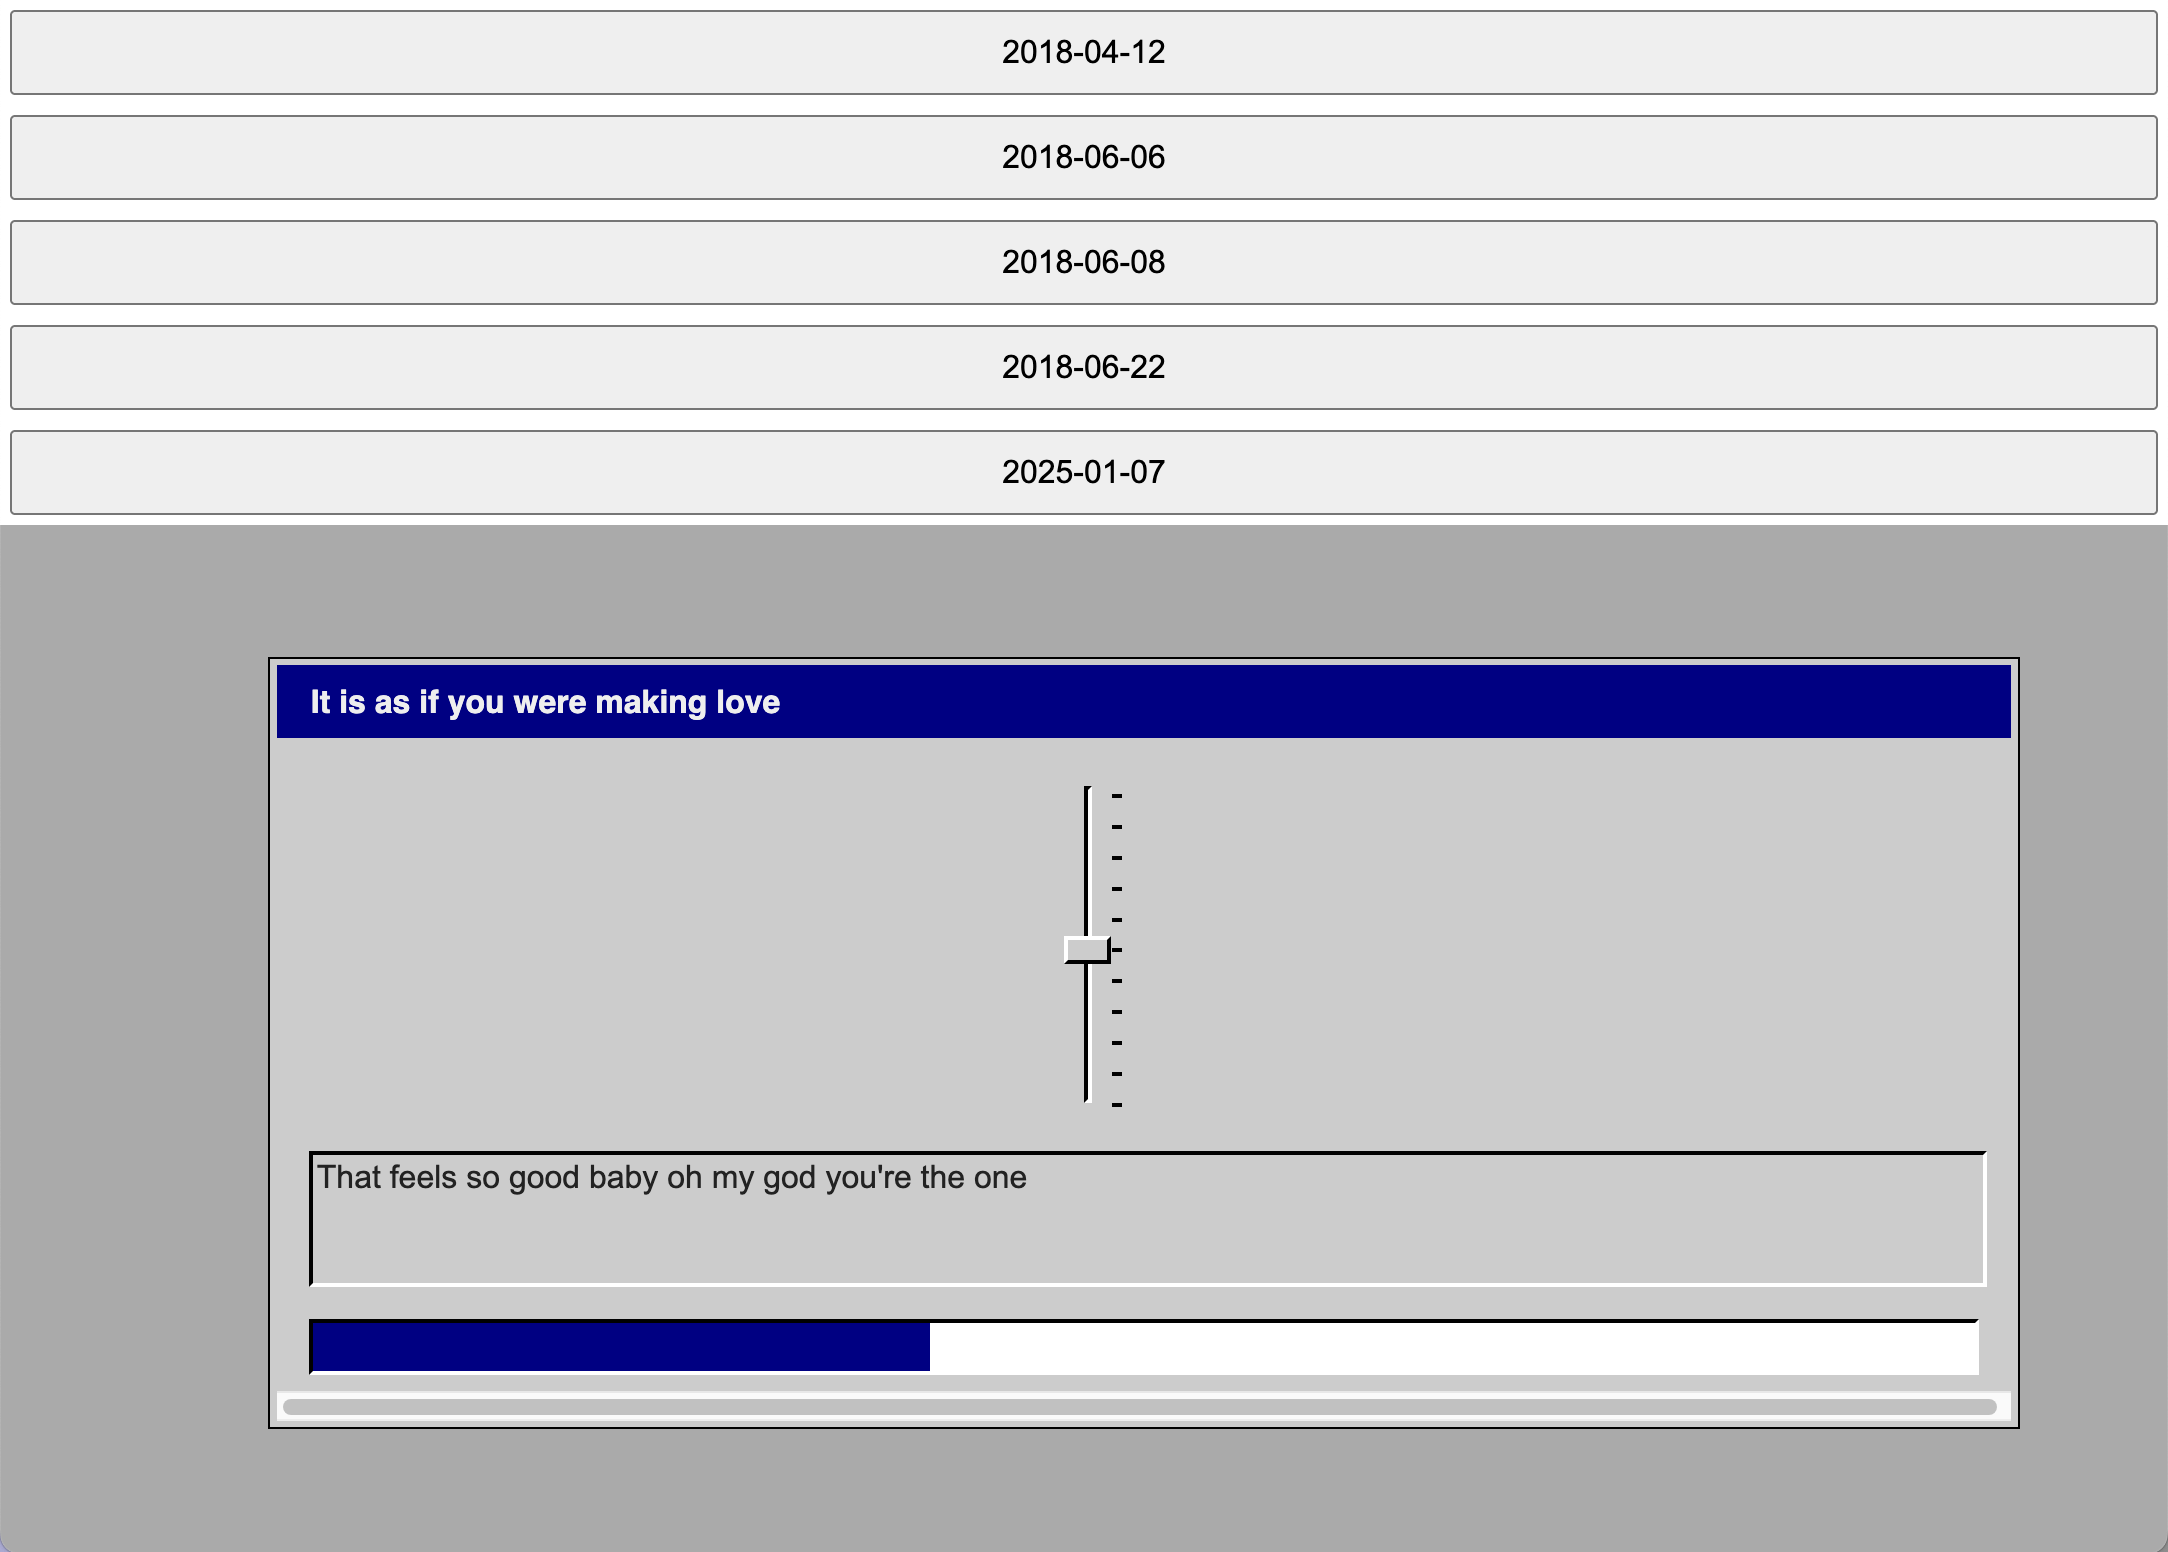 2018-04-12
2018-06-06
2018-06-08
2018-06-22
2025-01-07
It is as if you were making love
That feels so good baby oh my god you're the one